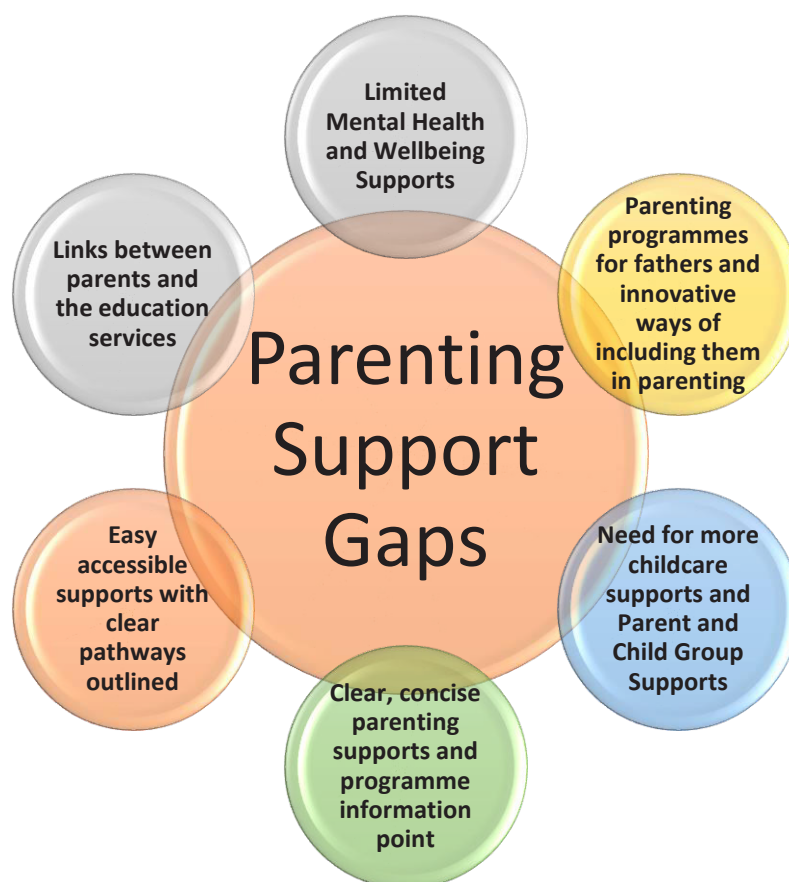 Limited
Mental Health
and Wellbeing
Supports
Parenting
programmes
for fathers and
innovative
ways of
including them
in parenting
Need for more
childcare
supports and
Parent and
Child Group
Supports
Clear, concise
parenting
supports and
programme
information
point
Easy
accessible
supports with
clear
pathways
outlined
Links between
parents and
the education
services
Parenting
Support
Gaps